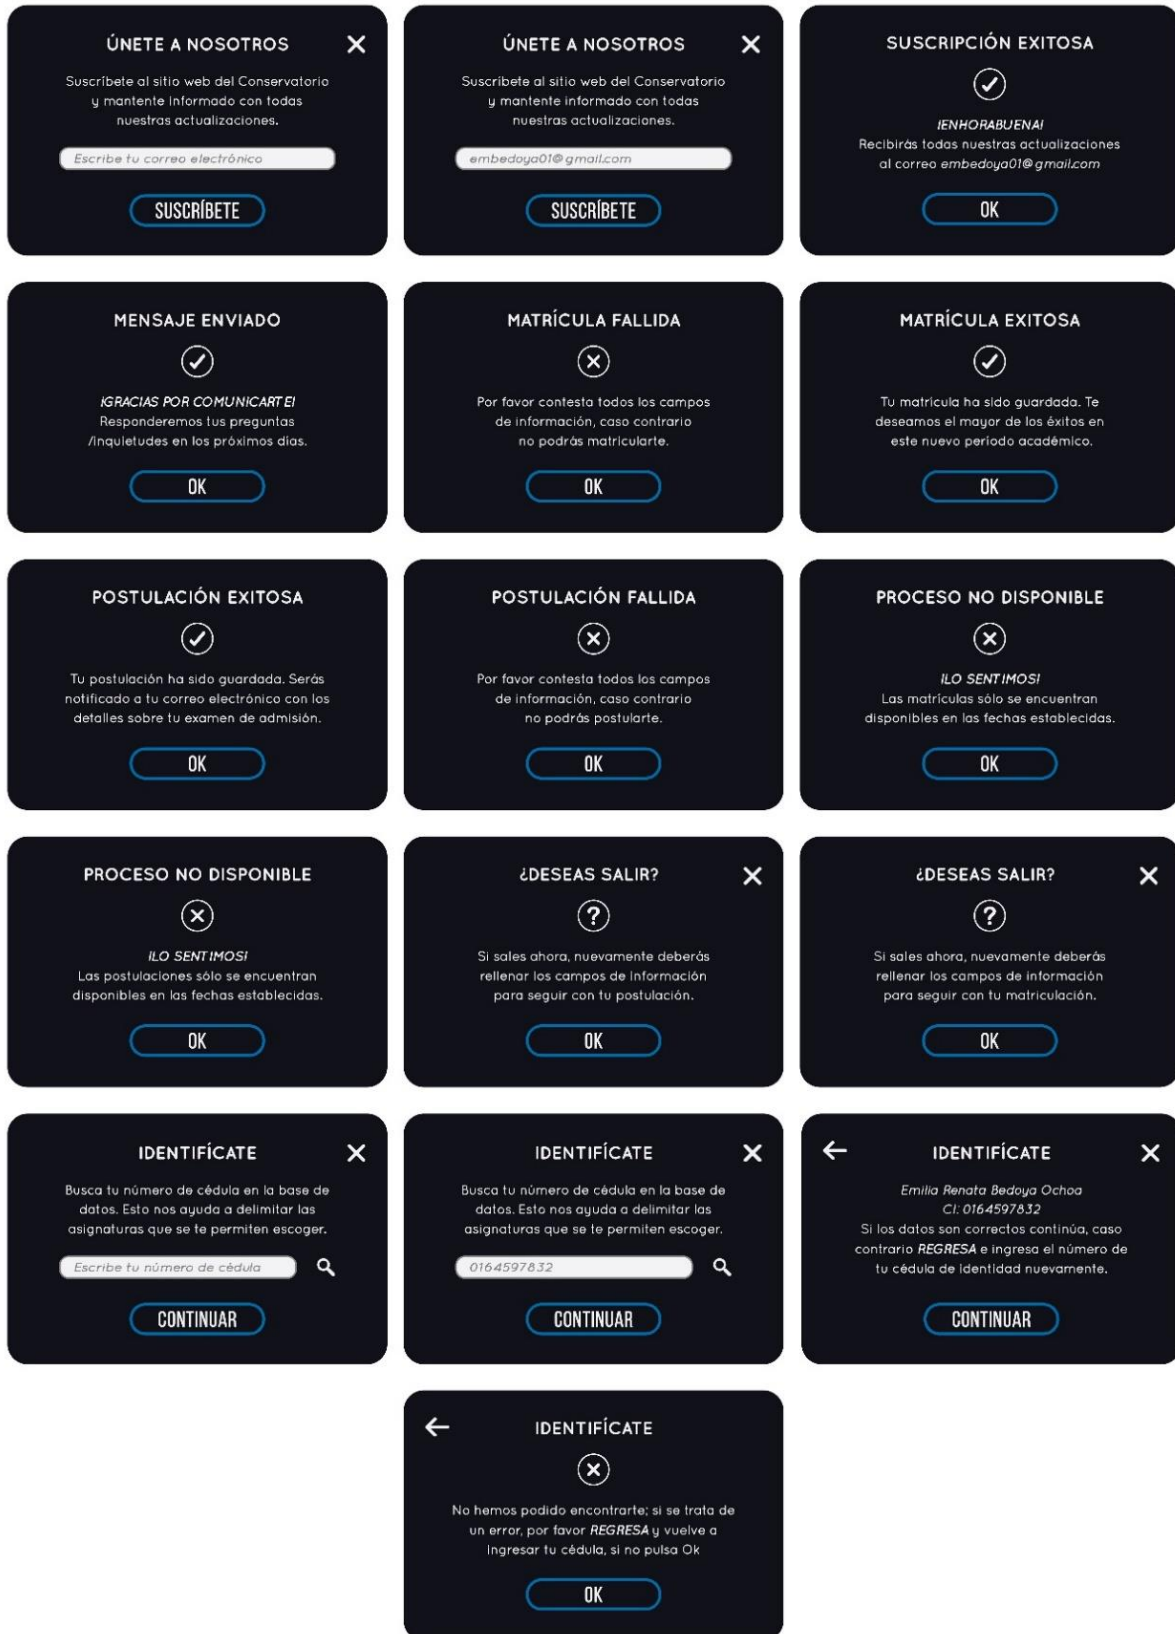 ÚNETE A NOSOTROS
Suscríbete al sitio web del Conservatorio
y mantente informado con todas
nuestras actualizaciones.
Escribe tu correo electrónico
SUSCRÍBETE
ÚNETE A NOSOTROS
Suscríbete al sitio web del Conservatorio
y mantente informado con todas
nuestras actualizaciones.
embedoya01@gmail.com
SUSCRÍBETE
SUSCRIPCIÓN EXITOSA
¡ENHORABUENA!
Recibirás todas nuestras actualizaciones
al correo embedoya01@gmail.com
OK
MENSAJE ENVIADO
¡GRACIAS POR COMUNICARTE!
Responderemos tus preguntas
/inquietudes en los próximos días.
OK
MATRÍCULA FALLIDA
Por favor contesta todos los campos
de información, caso contrario
no podrás matricularte.
OK
MATRÍCULA EXITOSA
Tu matrícula ha sido guardada. Te
deseamos el mayor de los éxitos en
este nuevo período académico.
OK
POSTULACIÓN EXITOSA
Tu postulación ha sido guardada. Serás
notificado a tu correo electrónico con los
detalles sobre tu examen de admisión.
OK
POSTULACIÓN FALLIDA
Por favor contesta todos los campos
de información, caso contrario
no podrás postularte.
OK
PROCESO NO DISPONIBLE
¡LO SENTIMOS!
Las matrículas sólo se encuentran
disponibles en las fechas establecidas.
OK
PROCESO NO DISPONIBLE
¡LO SENTIMOS!
Las postulaciones sólo se encuentran
disponibles en las fechas establecidas.
OK
¿DESEAS SALIR?
Si sales ahora, nuevamente deberás
rellenar los campos de información
para seguir con tu postulación.
OK
¿DESEAS SALIR?
Si sales ahora, nuevamente deberás
rellenar los campos de información
para seguir con tu matriculación.
OK
IDENTIFÍCATE
Busca tu número de cédula en la base de
datos. Esto nos ayuda a delimitar las
asignaturas que se te permiten escoger.
Escribe tu número de cédula
CONTINUAR
IDENTIFÍCATE
Busca tu número de cédula en la base de
datos. Esto nos ayuda a delimitar las
asignaturas que se te permiten escoger.
0164597832
CONTINUAR
IDENTIFÍCATE
Emilia Renata Bedoya Ochoa
CI: 0164597832
Si los datos son correctos continúa, caso
contrario REGRESA e ingresa el número de
tu cédula de identidad nuevamente.
CONTINUAR
IDENTIFÍCATE
No hemos podido encontrarte; si se trata de
un error, por favor REGRESA y vuelve a
ingresar tu cédula, si no pulsa Ok
OK